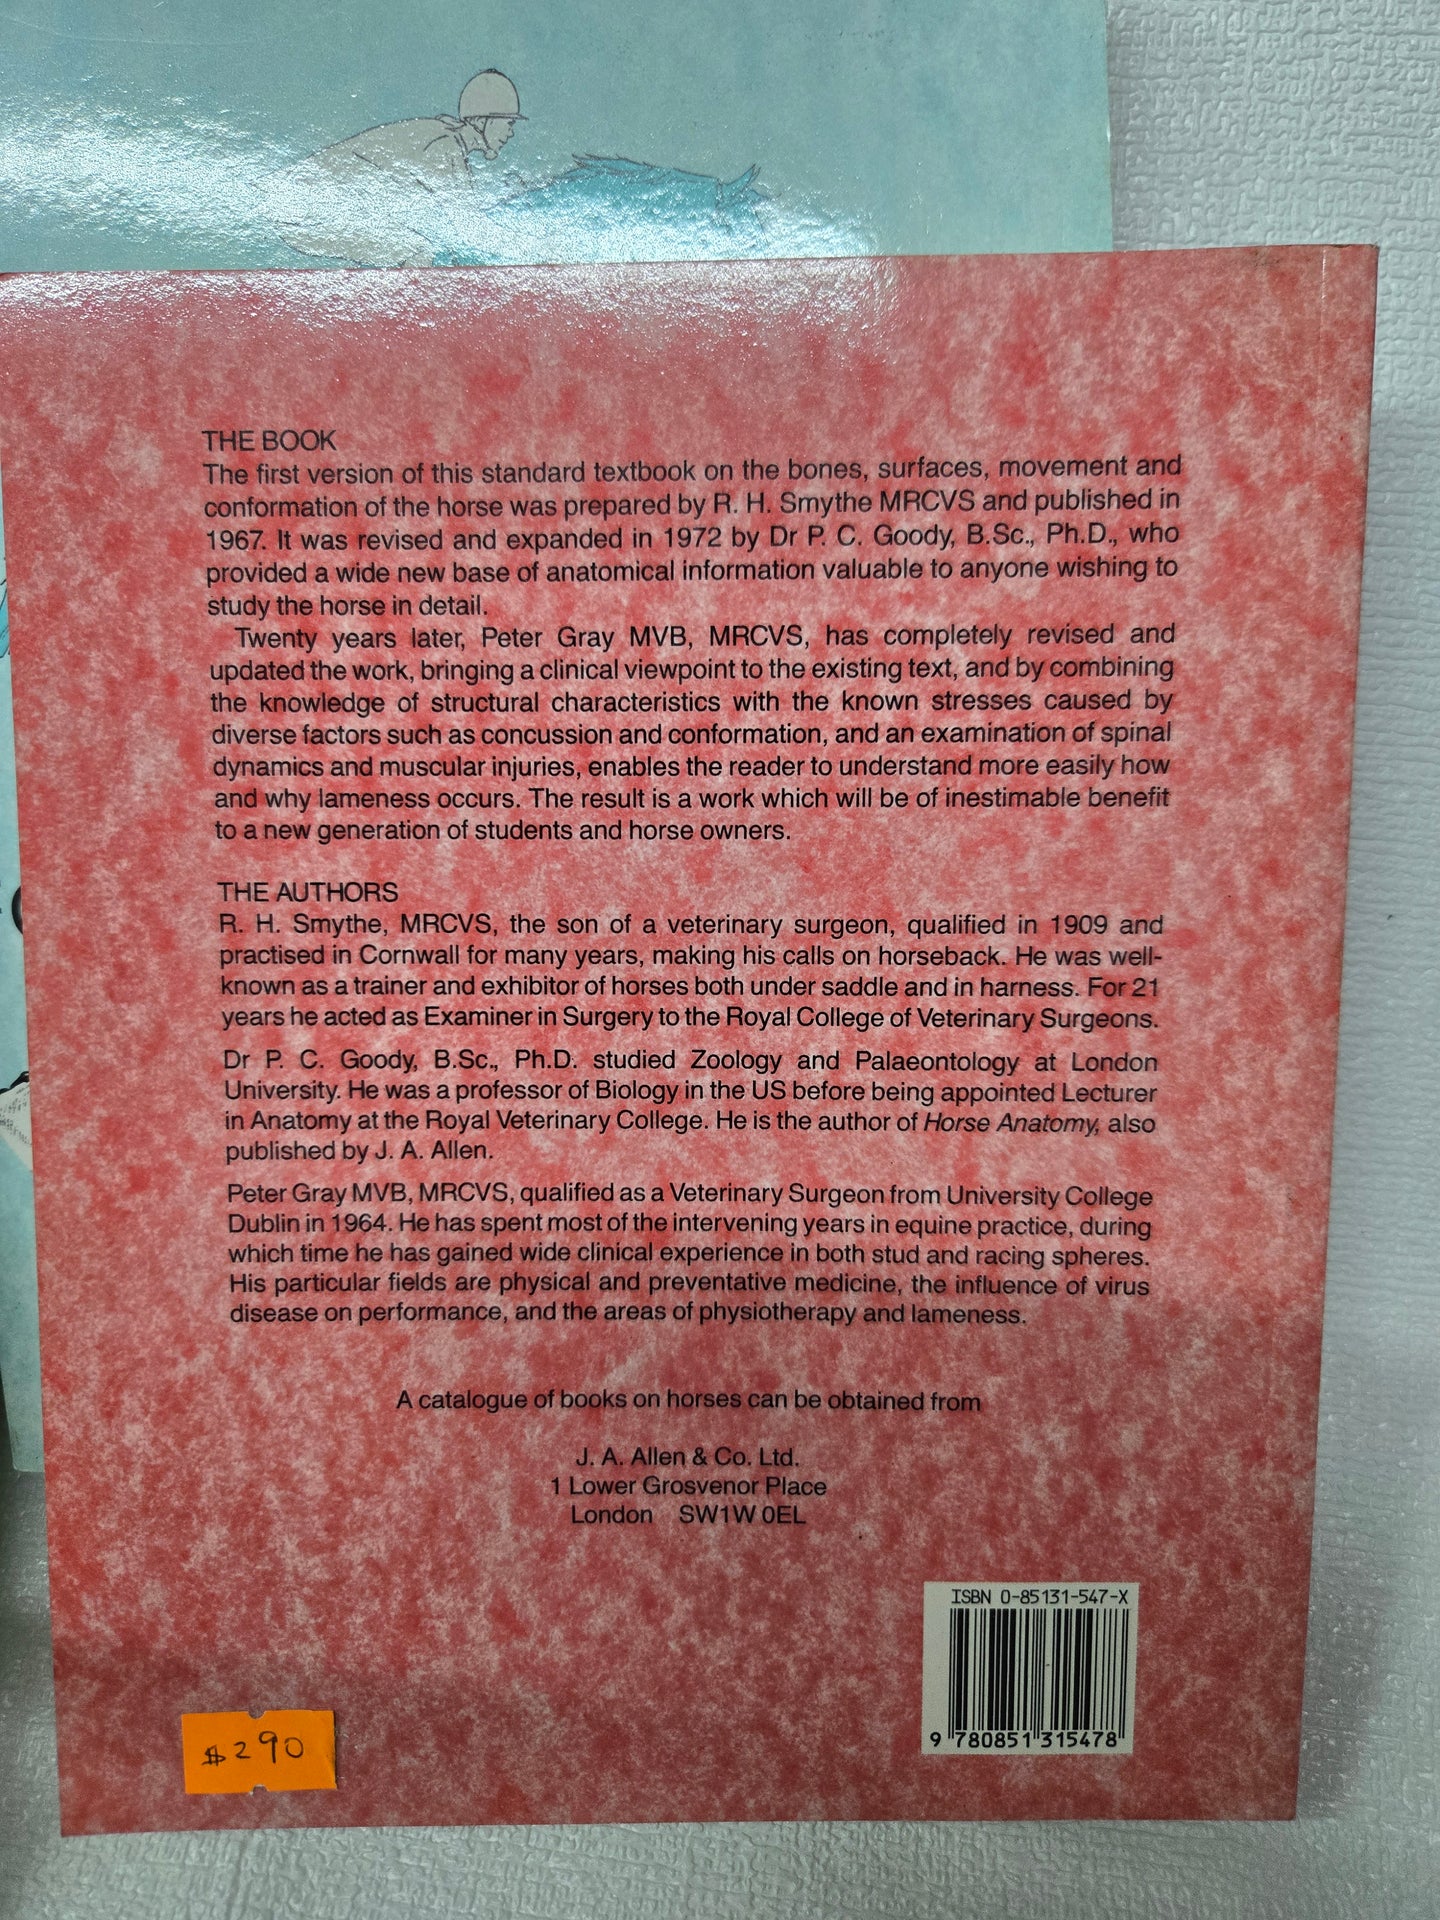 THE BOOK
The first version of this standard textbook on the bones, surfaces, movement and
conformation of the horse was prepared by R. H. Smythe MRCVS and published in
1967. It was revised and expanded in 1972 by Dr P. C. Goody, B.Sc., Ph.D., who
provided a wide new base of anatomical information valuable to anyone wishing to
study the horse in detail.
Twenty years later, Peter Gray MVB, MRCVS, has completely revised and
updated the work, bringing a clinical viewpoint to the existing text, and by combining
the knowledge of structural characteristics with the known stresses caused by
diverse factors such as concussion and conformation, and an examination of spinal
dynamics and muscular injuries, enables the reader to understand more easily how
and why lameness occurs. The result is a work which will be of inestimable benefit
to a new generation of students and horse owners.
THE AUTHORS
R. H. Smythe, MRCVS, the son of a veterinary surgeon, qualified in 1909 and
practised in Cornwall for many years, making his calls on horseback. He was well-
known as a trainer and exhibitor of horses both under saddle and in harness. For 21
years he acted as Examiner in Surgery to the Royal College of Veterinary Surgeons.
Dr P. C. Goody, B.Sc., Ph.D. studied Zoology and Palaeontology at London
University. He was a professor of Biology in the US before being appointed Lecturer
in Anatomy at the Royal Veterinary College. He is the author of Horse Anatomy, also
published by J. A. Allen.
Peter Gray MVB, MRCVS, qualified as a Veterinary Surgeon from University College
Dublin in 1964. He has spent most of the intervening years in equine practice, during
which time he has gained wide clinical experience in both stud and racing spheres.
His particular fields are physical and preventative medicine, the influence of virus
disease on performance, and the areas of physiotherapy and lameness.
A catalogue of books on horses can be obtained from
J. A. Allen & Co. Ltd.
1 Lower Grosvenor Place
London SW1W 0EL
ISBN 0-85131-547-X
9 780851 315478
$290